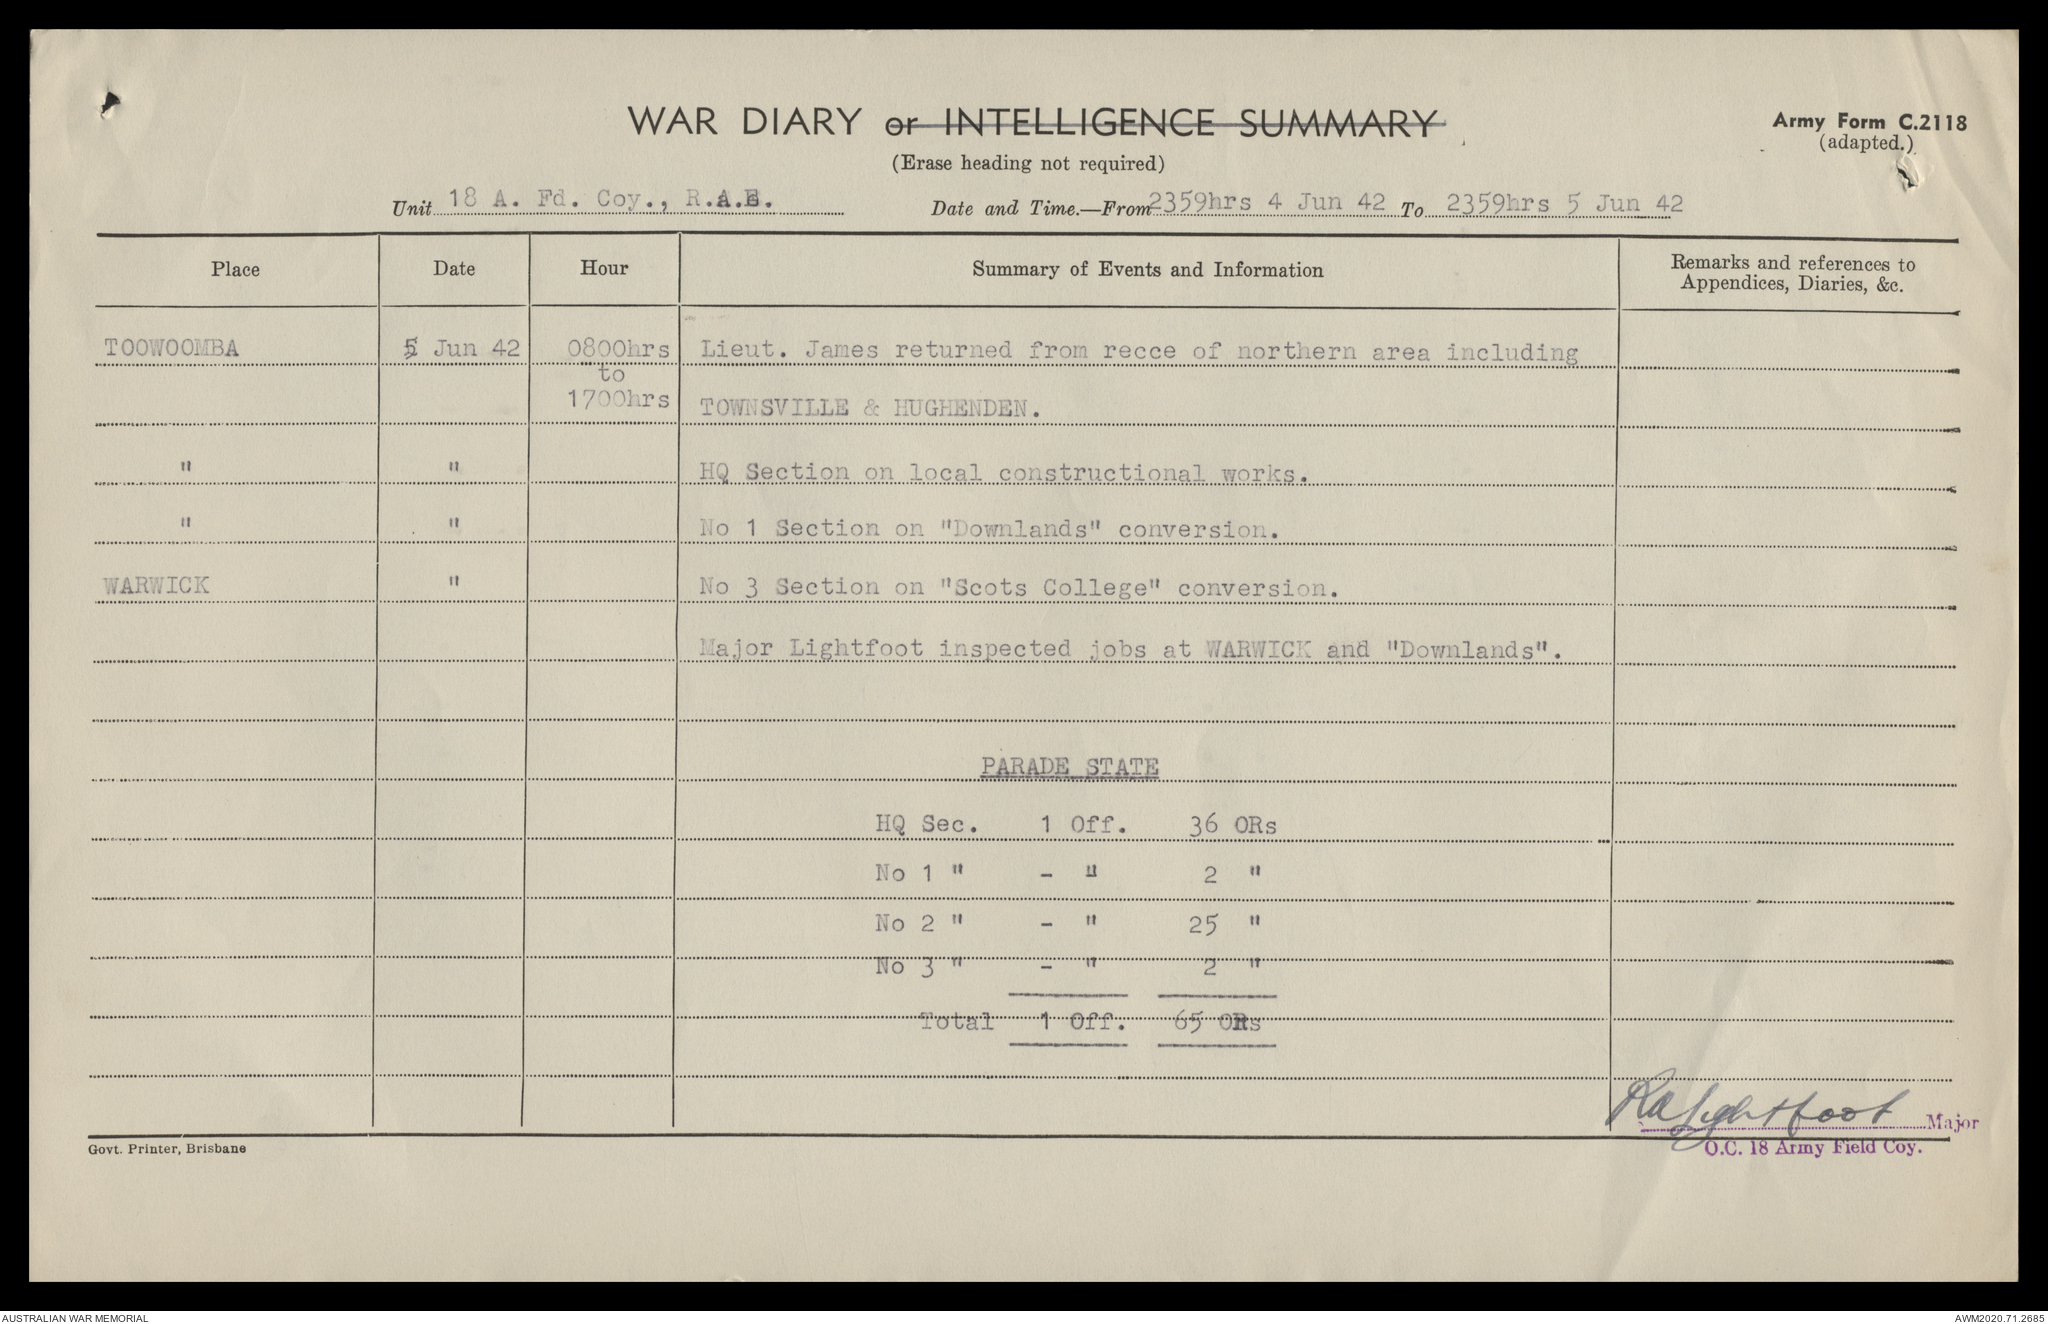 WAR DIARY or INTELLIGENCE SUMMARY
Army Form C.2118
(adapted.)
(Erase heading not required)
Unit 18 A. Fd. Coy., R.A.E. Date and Time.—From 2359hrs 4 Jun 42 To 2359hrs 5 Jun 42
Place Date Hour Summary of Events and Information Remarks and references to
Appendices, Diaries, &c.
TOOWOOMBA 5 Jun 42 0800hrs Lieut. James returned from recce of northern area including
to
1700hrs TOWNSVILLE & HUGHENDEN.
" " HQ Section on local constructional works.
" " No 1 Section on "Downlands" conversion.
WARWICK " No 3 Section on "Scots College" conversion.
Major Lightfoot inspected jobs at WARWICK and "Downlands".
PARADE STATE
HQ Sec. 1 Off. 36 ORs
No 1 " - " 2 "
No 2 " - " 25 "
No 3 " - " 2 "
Total 1 Off. 65 ORs
RA Lightfoot Major
O.C. 18 Army Field Coy.
Govt. Printer, Brisbane
AUSTRALIAN WAR MEMORIAL
AWM2020.71.2685